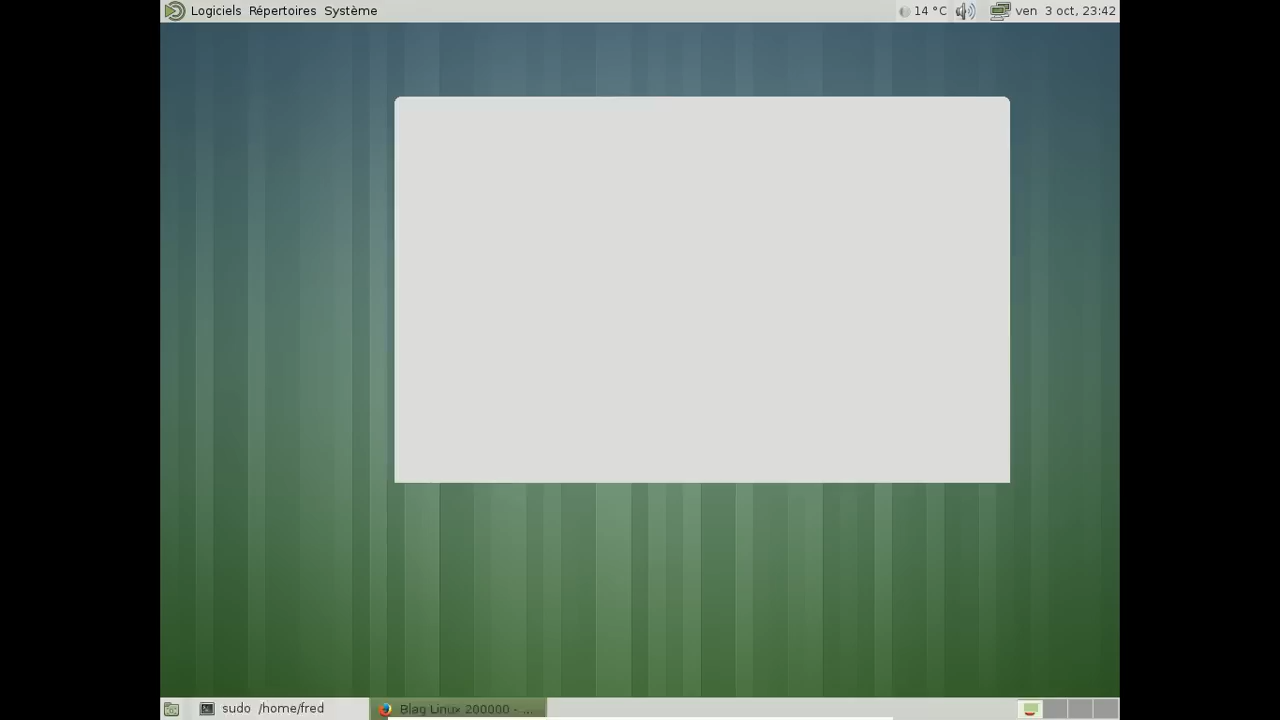 Logiciels Répertoires Système
14 °C
ven 3 oct, 23:42
sudo /home/fred
Blag Linux 200000 - ...